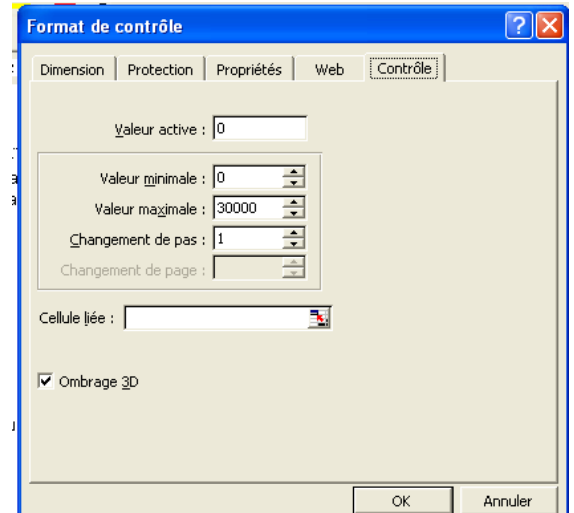 Format de contrôle
Dimension Protection Propriétés Web Contrôle
Valeur active : 0
Valeur minimale : 0
Valeur maximale : 30000
Changement de pas : 1
Changement de page :
Cellule liée :
Ombrage 3D
OK Annuler